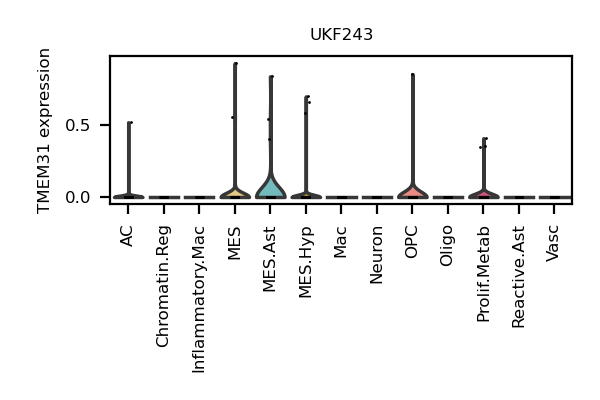 UKF243
TMEM31 expression
0.5
0.0
AC
Chromatin.Reg
Inflammatory.Mac
MES
MES.Ast
MES.Hyp
Mac
Neuron
OPC
Oligo
Prolif.Metab
Reactive.Ast
Vasc